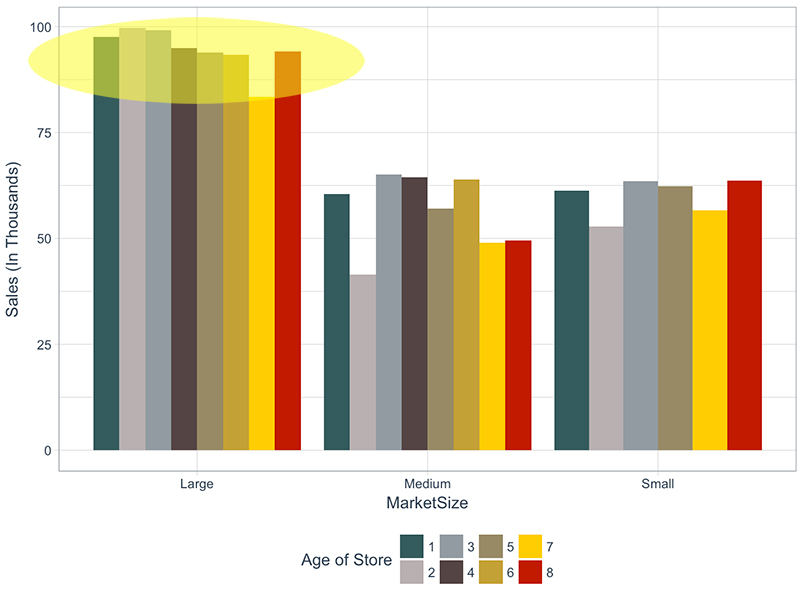 100
75
50
25
0
Sales (In Thousands)
Large Medium Small
MarketSize
Age of Store
1 3 5 7
2 4 6 8